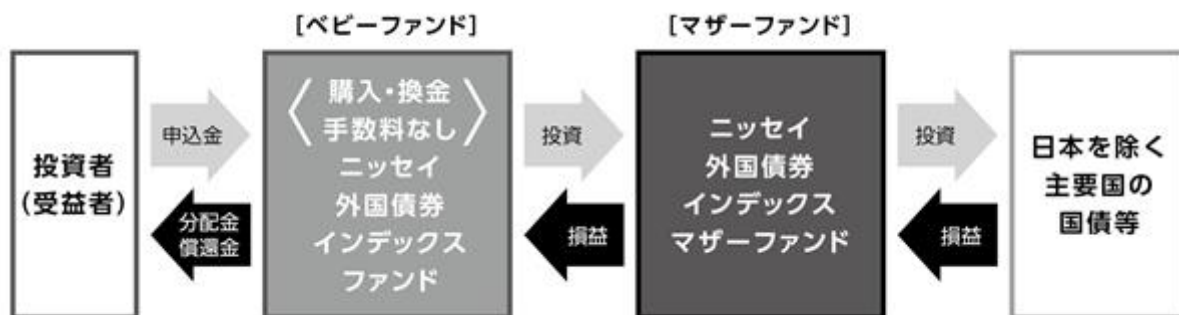 [ベビーファンド]
[マザーファンド]
投資者
(受益者)
申込金
分配金
償還金
〈購入・換金
手数料なし〉
ニッセイ
外国債券
インデックス
ファンド
投資
損益
ニッセイ
外国債券
インデックス
マザーファンド
投資
損益
日本を除く
主要国の
国債等